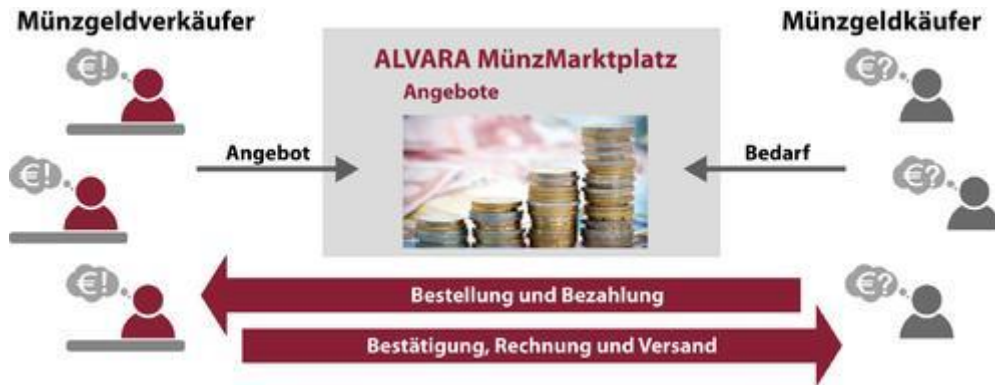 Münzgeldverkäufer
Münzgeldkäufer
ALVARA MünzMarktplatz
Angebote
€!
€?
Angebot
Bedarf
€!
€?
€!
€?
Bestellung und Bezahlung
Bestätigung, Rechnung und Versand